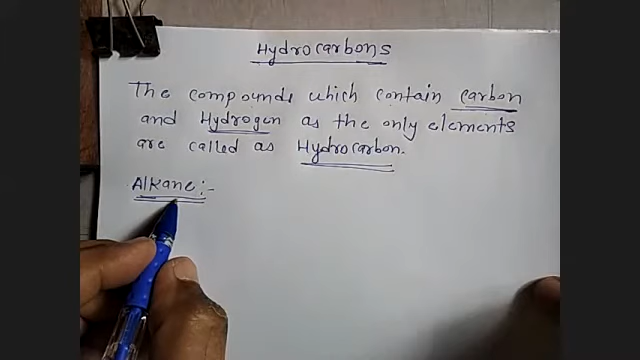 Hydrocarbons
The compounds which contain carbon
and Hydrogen as the only elements
are called as Hydrocarbon.
Alkane:-